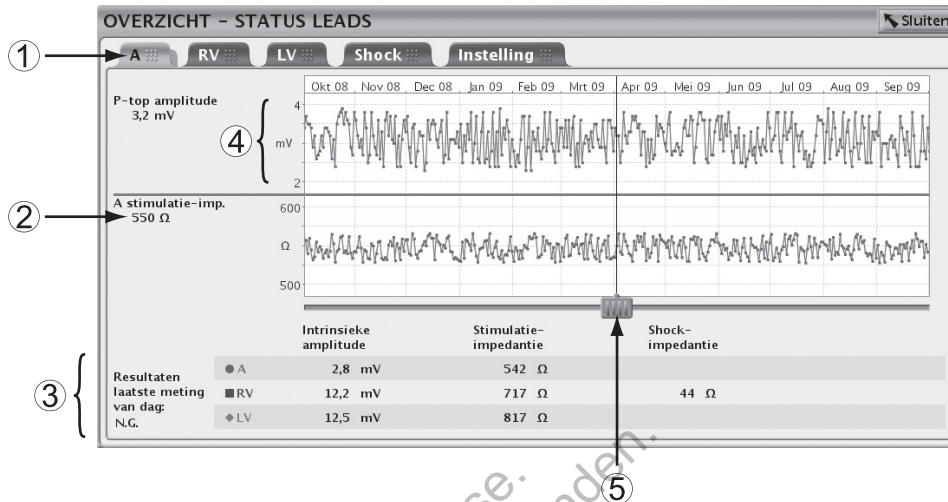 OVERZICHT – STATUS LEADS
Sluiten
1
A
RV
LV
Shock
Instelling
Okt 08 Nov 08 Dec 08 Jan 09 Feb 09 Mrt 09 Apr 09 Mei 09 Jun 09 Jul 09 Aug 09 Sep 09
P-top amplitude
3,2 mV
4
4
mV
2
2
A stimulatie-imp.
550 Ω
600
Ω
500
Intrinsieke amplitude
Stimulatie-impedantie
Shock-impedantie
3
Resultaten
laatste meting
van dag:
N.G.
A 2,8 mV 542 Ω
RV 12,2 mV 717 Ω 44 Ω
LV 12,5 mV 817 Ω
5